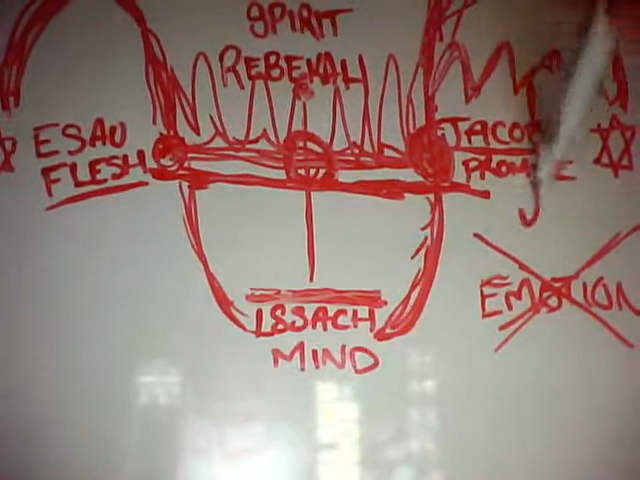 SPIRIT
REBEKAH
ESAU
FLESH
JACOB
PROMISE
EMOTION
ISSACH
MIND